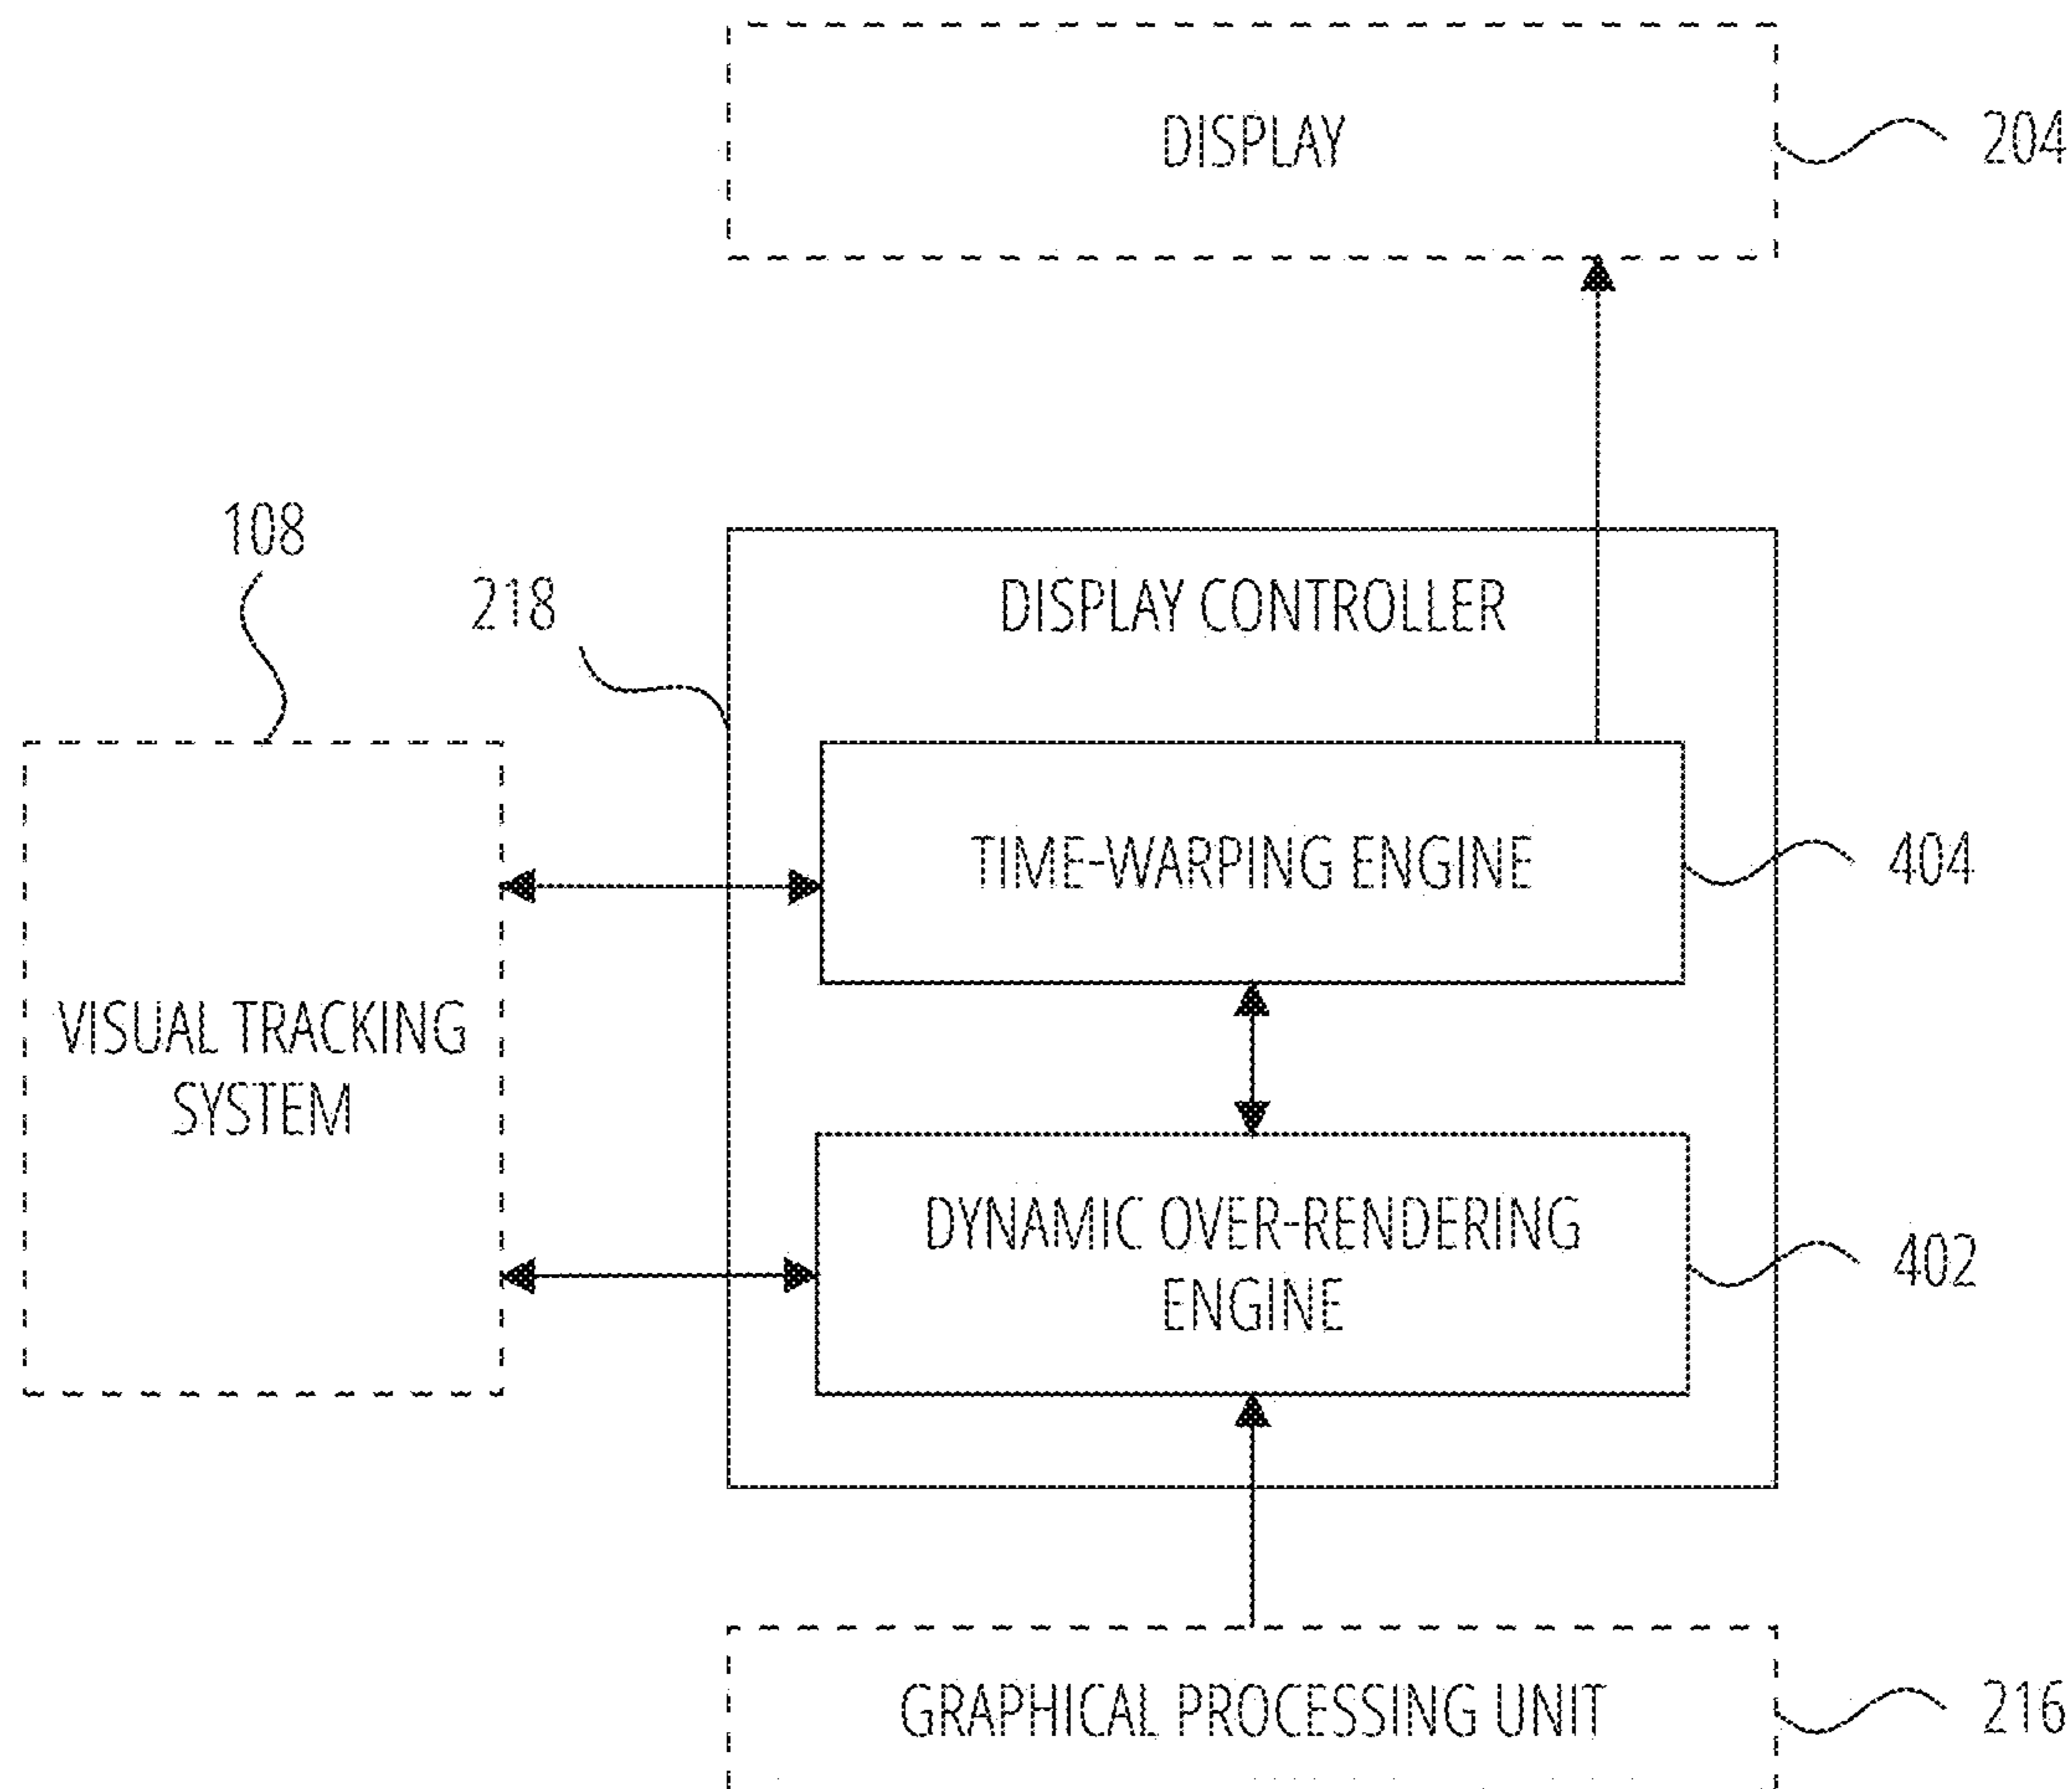 DISPLAY
204
108
218
DISPLAY CONTROLLER
TIME-WARPING ENGINE
404
VISUAL TRACKING
SYSTEM
DYNAMIC OVER-RENDERING
ENGINE
402
GRAPHICAL PROCESSING UNIT
216